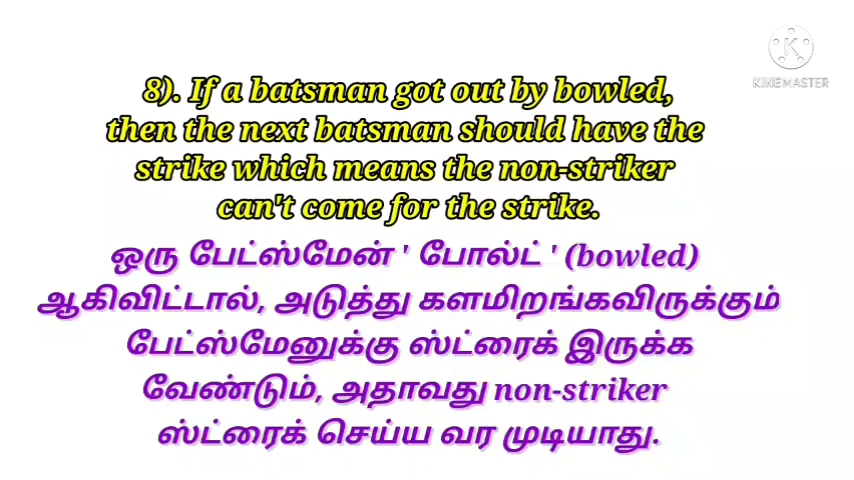 KINEMASTER
8). If a batsman got out by bowled,
then the next batsman should have the
strike which means the non-striker
can't come for the strike.
ஒரு பேட்ஸ்மேன் ' போல்ட் ' (bowled)
ஆகிவிட்டால், அடுத்து களமிறங்கவிருக்கும்
பேட்ஸ்மேனுக்கு ஸ்ட்ரைக் இருக்க
வேண்டும், அதாவது non-striker
ஸ்ட்ரைக் செய்ய வர முடியாது.